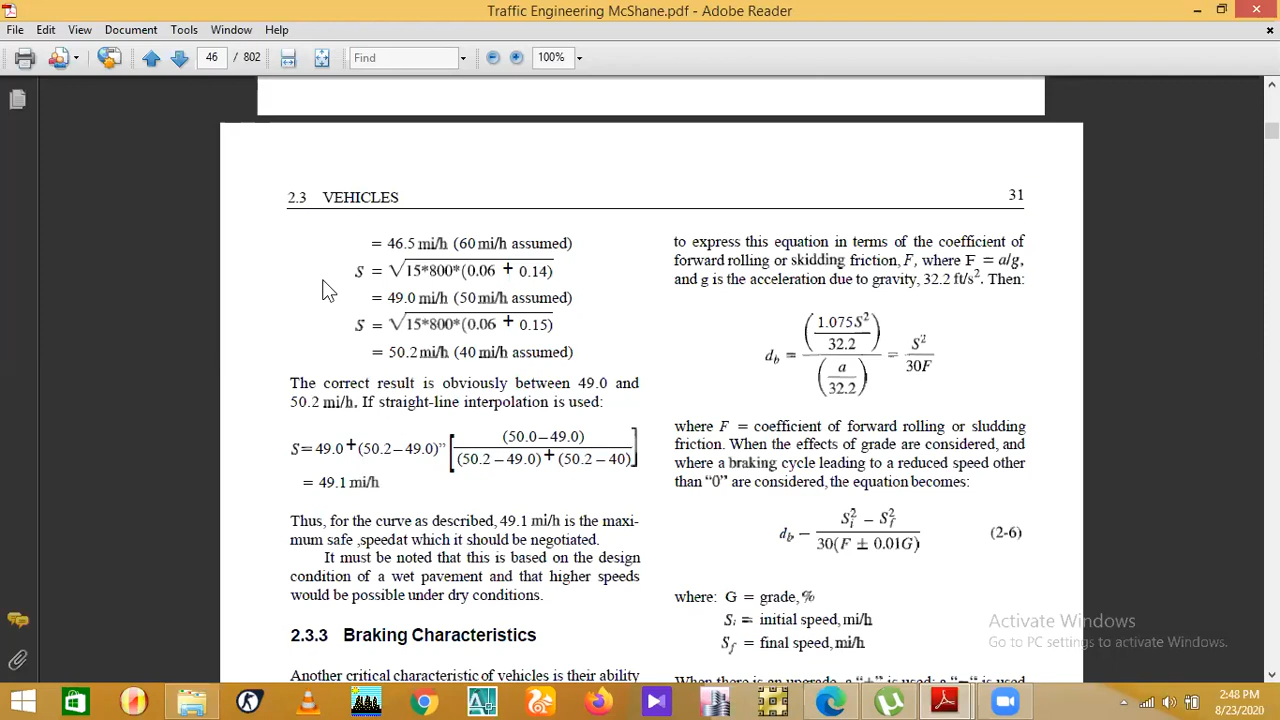 Traffic Engineering McShane.pdf - Adobe Reader
File Edit View Document Tools Window Help
46 / 802 Find 100%
2.3 VEHICLES 31
= 46.5 mi/h (60 mi/h assumed)
S = √15*800*(0.06 + 0.14)
= 49.0 mi/h (50 mi/h assumed)
S = √15*800*(0.06 + 0.15)
= 50.2 mi/h (40 mi/h assumed)
The correct result is obviously between 49.0 and
50.2 mi/h. If straight-line interpolation is used:
S=49.0+(50.2–49.0)" [(50.0–49.0) / (50.2–49.0)+(50.2–40)]
= 49.1 mi/h
Thus, for the curve as described, 49.1 mi/h is the maxi-
mum safe ,speedat which it should be negotiated.
It must be noted that this is based on the design
condition of a wet pavement and that higher speeds
would be possible under dry conditions.
2.3.3 Braking Characteristics
Another critical characteristic of vehicles is their ability
to express this equation in terms of the coefficient of
forward rolling or skidding friction, F, where F = a/g,
and g is the acceleration due to gravity, 32.2 ft/s². Then:
d_b = (1.075S² / 32.2) / (a / 32.2) = S² / 30F
where F = coefficient of forward rolling or sludding
friction. When the effects of grade are considered, and
where a braking cycle leading to a reduced speed other
than “0” are considered, the equation becomes:
d_b – (S_i² – S_f²) / 30(F ± 0.01G) (2-6)
where: G = grade, %
S_i = initial speed, mi/h
S_f = final speed, mi/h
When there is an upgrade, a “+” is used; a “–” is used
Activate Windows
Go to PC settings to activate Windows.
2:48 PM
8/23/2020